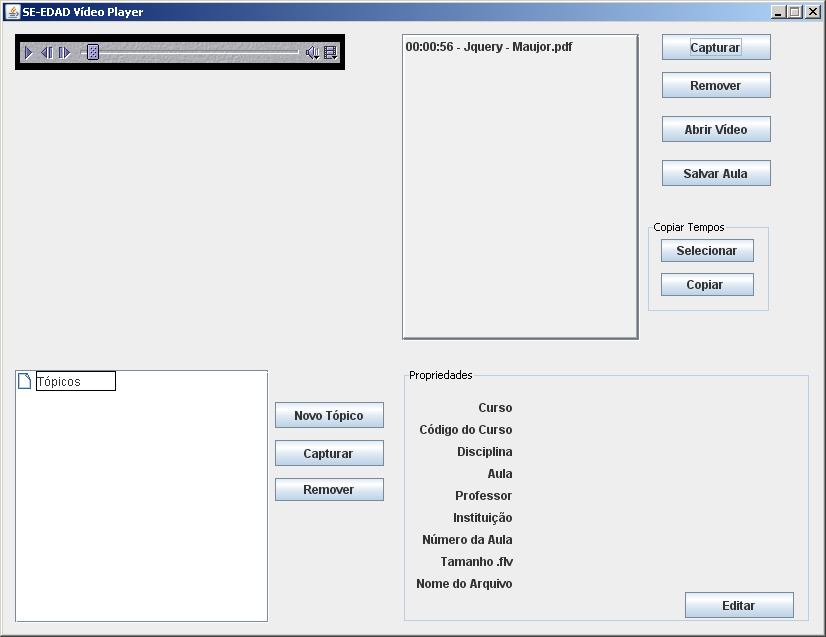 SE-EDAD Vídeo Player
00:00:56 - Jquery - Maujor.pdf
Capturar
Remover
Abrir Vídeo
Salvar Aula
Copiar Tempos
Selecionar
Copiar
Tópicos
Novo Tópico
Capturar
Remover
Propriedades
Curso
Código do Curso
Disciplina
Aula
Professor
Instituição
Número da Aula
Tamanho .flv
Nome do Arquivo
Editar